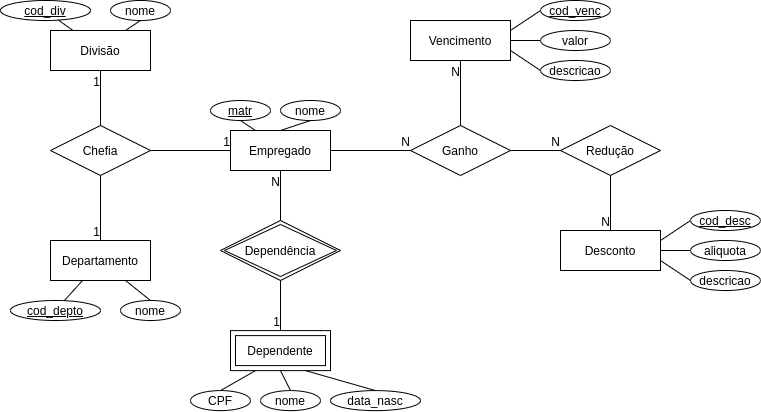 cod_div
nome
Divisão
1
cod_venc
Vencimento
valor
descricao
N
matr
nome
Chefia
1
Empregado
N
Ganho
N
Redução
1
N
N
Departamento
cod_depto
nome
Dependência
1
Dependente
CPF
nome
data_nasc
cod_desc
Desconto
aliquota
descricao